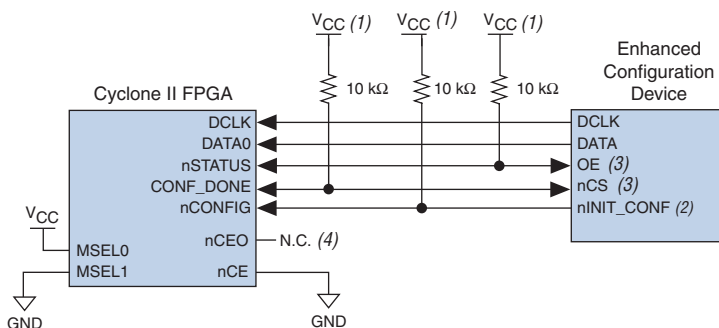 VCC (1) VCC (1) VCC (1)
10 kΩ 10 kΩ 10 kΩ
Enhanced
Configuration
Device
Cyclone II FPGA
DCLK
DATA0
nSTATUS
CONF_DONE
nCONFIG
nCEO
nCE
VCC
MSEL0
MSEL1
GND
N.C. (4)
GND
DCLK
DATA
OE (3)
nCS (3)
nINIT_CONF (2)